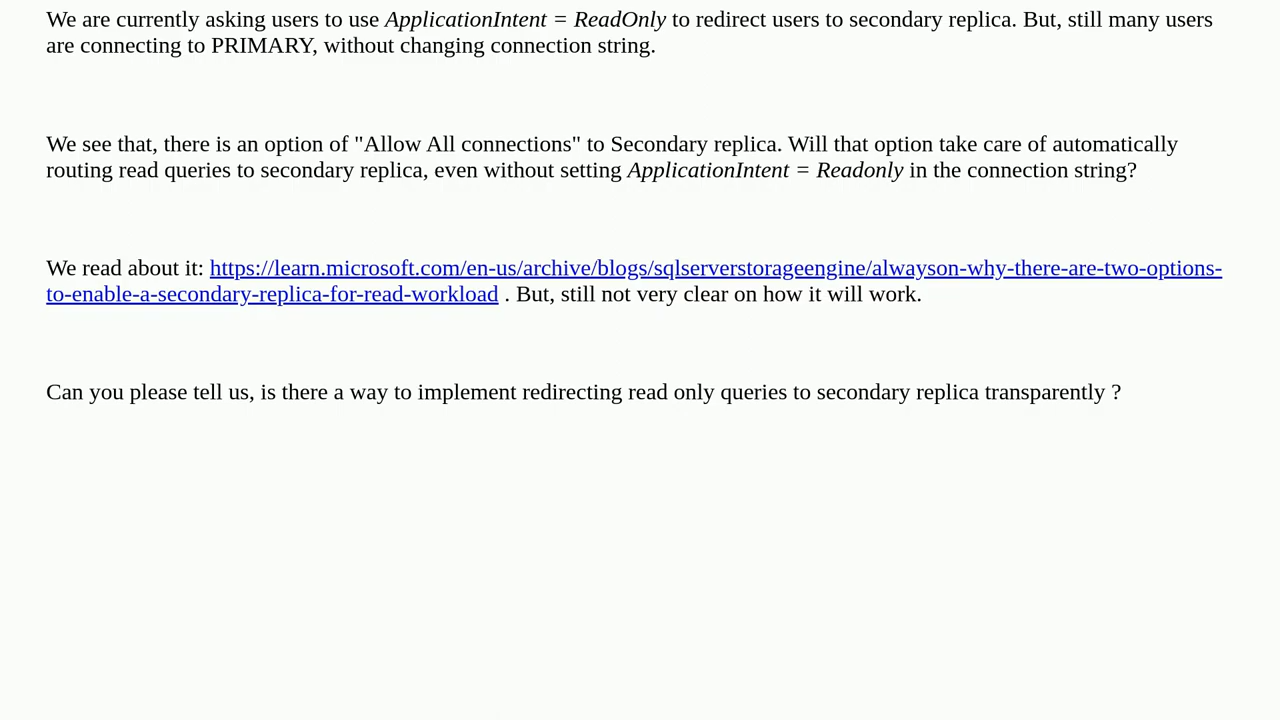 We are currently asking users to use ApplicationIntent = ReadOnly to redirect users to secondary replica. But, still many users
are connecting to PRIMARY, without changing connection string.
We see that, there is an option of "Allow All connections" to Secondary replica. Will that option take care of automatically
routing read queries to secondary replica, even without setting ApplicationIntent = Readonly in the connection string?
We read about it: https://learn.microsoft.com/en-us/archive/blogs/sqlserverstorageengine/alwayson-why-there-are-two-options-
to-enable-a-secondary-replica-for-read-workload . But, still not very clear on how it will work.
Can you please tell us, is there a way to implement redirecting read only queries to secondary replica transparently ?